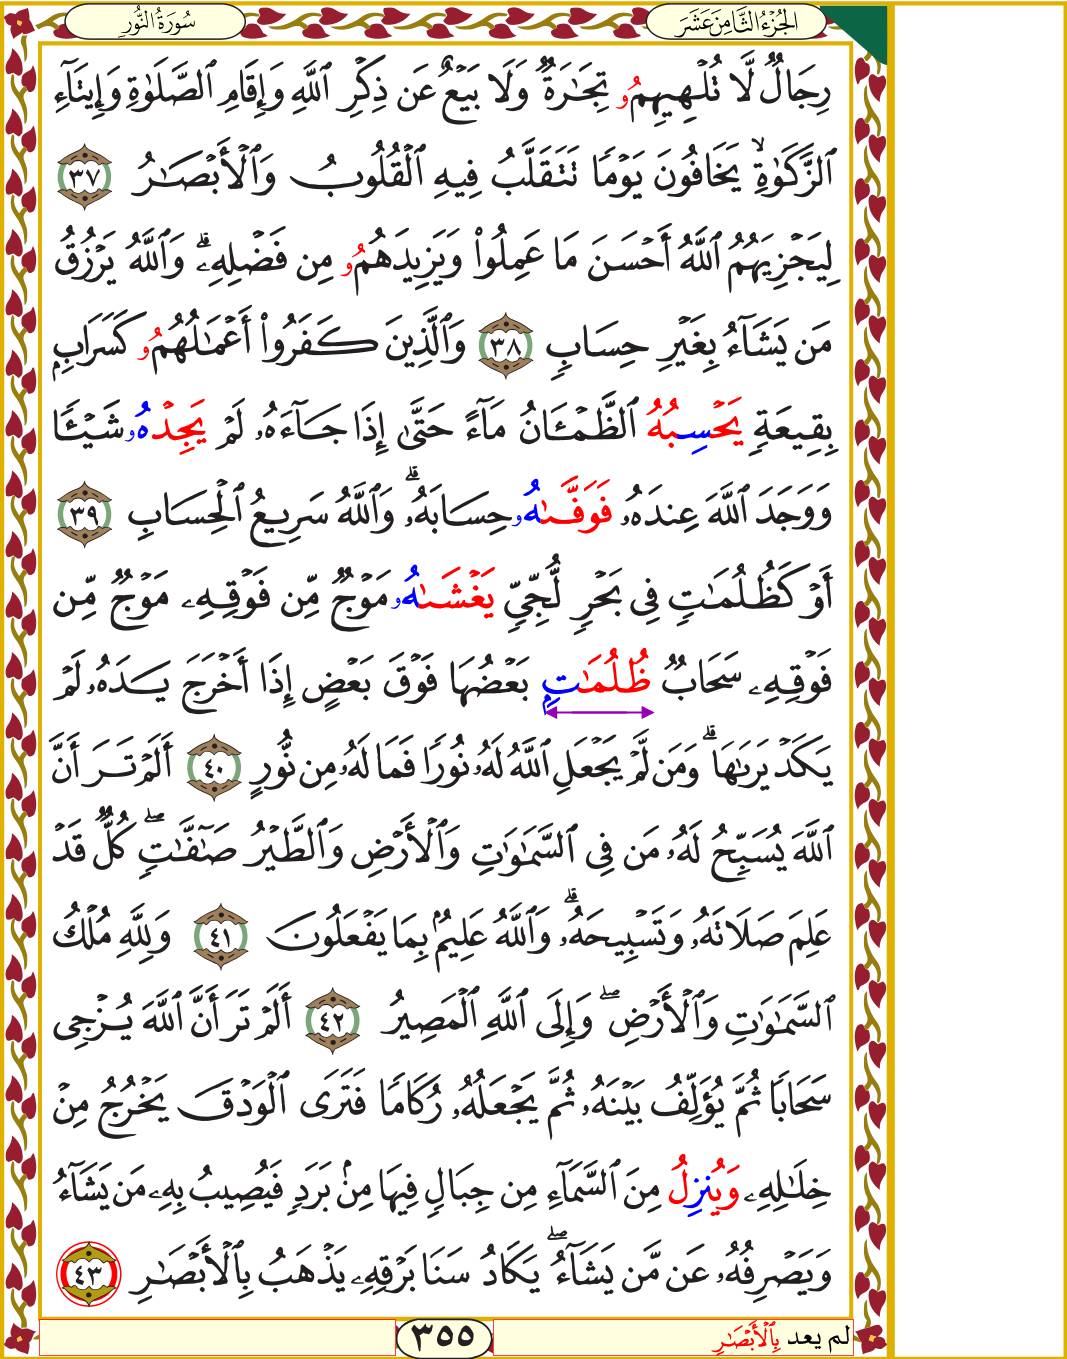 سُورَةُ النُّورِ
الجُزْءُ الثَّامِنَ عَشَرَ
رِجَالٌ لَّا تُلْهِيهِمُۥ تِجَٰرَةٌ وَلَا بَيْعٌ عَن ذِكْرِ ٱللَّهِ وَإِقَامِ ٱلصَّلَوٰةِ وَإِيتَآءِ
ٱلزَّكَوٰةِۙ يَخَافُونَ يَوْمًا تَتَقَلَّبُ فِيهِ ٱلْقُلُوبُ وَٱلْأَبْصَٰرُ ٣٧
لِيَجْزِيَهُمُ ٱللَّهُ أَحْسَنَ مَا عَمِلُوا۟ وَيَزِيدَهُمُۥ مِن فَضْلِهِۦۗ وَٱللَّهُ يَرْزُقُ
مَن يَشَآءُ بِغَيْرِ حِسَابٍ ٣٨ وَٱلَّذِينَ كَفَرُوا۟ أَعْمَٰلُهُمُۥ كَسَرَابٍۭ
بِقِيعَةٍ يَحْسِبُهُ ٱلظَّمْـَٔانُ مَآءً حَتَّىٰ إِذَا جَآءَهُۥ لَمْ يَجِدْهُۥ شَيْـًٔا
وَوَجَدَ ٱللَّهَ عِندَهُۥ فَوَفَّىٰهُۥ حِسَابَهُۥۗ وَٱللَّهُ سَرِيعُ ٱلْحِسَابِ ٣٩
أَوْ كَظُلُمَٰتٍ فِى بَحْرٍ لُّجِّىٍّ يَغْشَىٰهُۥ مَوْجٌ مِّن فَوْقِهِۦ مَوْجٌ مِّن
فَوْقِهِۦ سَحَابٌ ظُلُمَٰتٍۭ بَعْضُهَا فَوْقَ بَعْضٍ إِذَآ أَخْرَجَ يَدَهُۥ لَمْ
يَكَدْ يَرَىٰهَاۗ وَمَن لَّمْ يَجْعَلِ ٱللَّهُ لَهُۥ نُورًا فَمَا لَهُۥ مِن نُّورٍ ٤٠ أَلَمْ تَرَ أَنَّ
ٱللَّهَ يُسَبِّحُ لَهُۥ مَن فِى ٱلسَّمَٰوَٰتِ وَٱلْأَرْضِ وَٱلطَّيْرُ صَٰٓفَّٰتٍۖ كُلٌّ قَدْ
عَلِمَ صَلَاتَهُۥ وَتَسْبِيحَهُۥۗ وَٱللَّهُ عَلِيمٌۢ بِمَا يَفْعَلُونَ ٤١ وَلِلَّهِ مُلْكُ
ٱلسَّمَٰوَٰتِ وَٱلْأَرْضِۖ وَإِلَى ٱللَّهِ ٱلْمَصِيرُ ٤٢ أَلَمْ تَرَ أَنَّ ٱللَّهَ يُزْجِى
سَحَابًا ثُمَّ يُؤَلِّفُ بَيْنَهُۥ ثُمَّ يَجْعَلُهُۥ رُكَامًا فَتَرَى ٱلْوَدْقَ يَخْرُجُ مِنْ
خِلَٰلِهِۦ وَيُنزِلُ مِنَ ٱلسَّمَآءِ مِن جِبَالٍ فِيهَا مِنۢ بَرَدٍ فَيُصِيبُ بِهِۦ مَن يَشَآءُ
وَيَصْرِفُهُۥ عَن مَّن يَشَآءُۖ يَكَادُ سَنَا بَرْقِهِۦ يَذْهَبُ بِٱلْأَبْصَٰرِ ٤٣
لم يعد بِٱلْأَبْصَٰرِ
٣٥٥